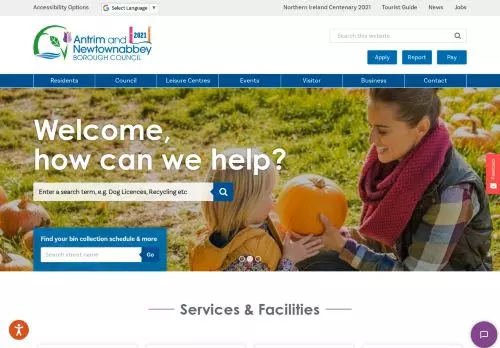 Accessibility Options
Select Language ▼
Northern Ireland Centenary 2021
Tourist Guide
News
Jobs
Antrim and 2021
Newtownabbey
BOROUGH COUNCIL
Search this website
Apply
Report
Pay
Residents
Council
Leisure Centres
Events
Visitor
Business
Contact
Welcome,
how can we help?
Enter a search term, e.g. Dog Licences, Recycling etc
Feedback
Find your bin collection schedule & more
Search street name
Go
Services & Facilities